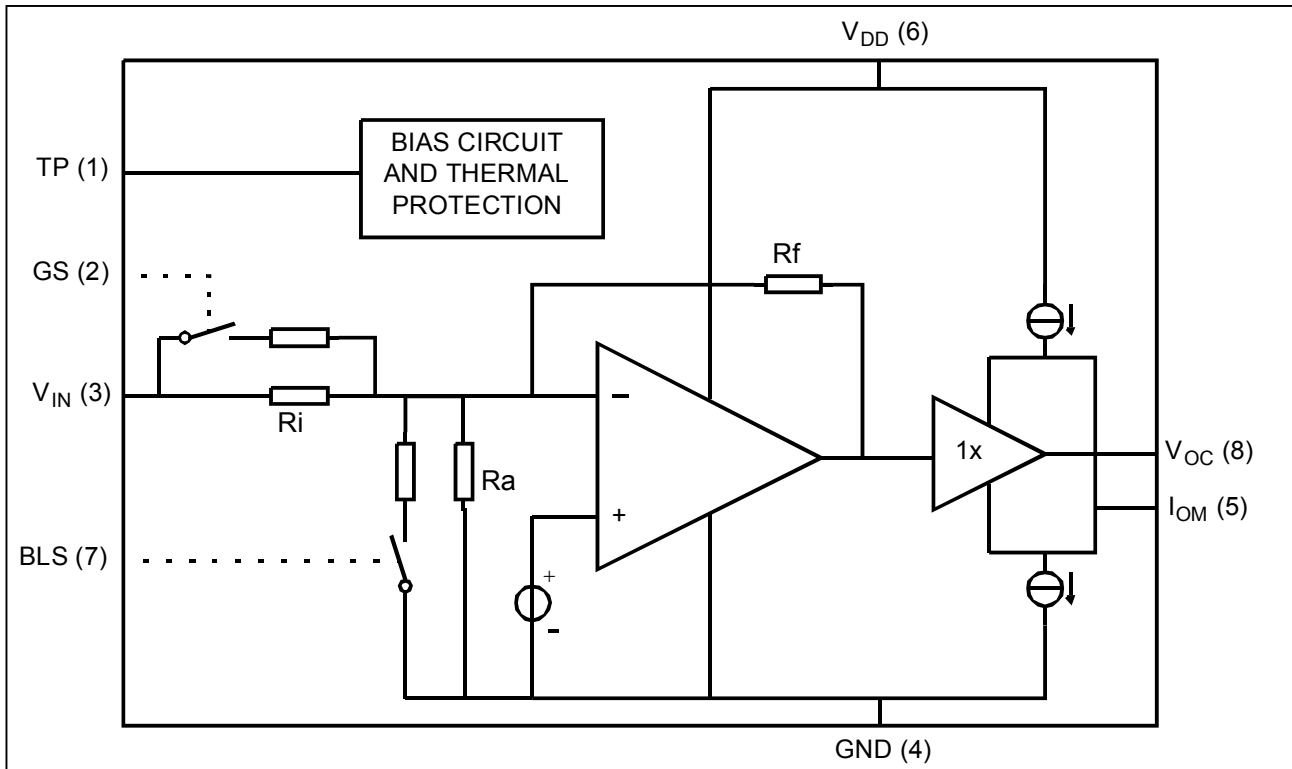 V_DD (6)
BIAS CIRCUIT
AND THERMAL
PROTECTION
TP (1)
GS (2)
Rf
V_IN (3)
Ri
−
Ra
1x
V_OC (8)
+
I_OM (5)
BLS (7)
+
-
GND (4)